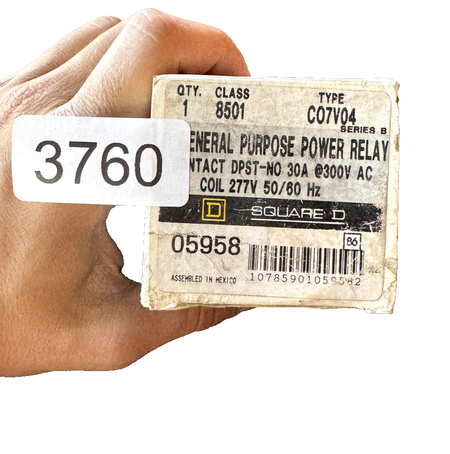 QTY. CLASS TYPE
1 8501 CO7V04
SERIES B
ENERAL PURPOSE POWER RELAY
3760
NTACT DPST-NO 30A @300V AC
COIL 277V 50/60 Hz
D SQUARE D
05958
86
ASSEMBLED IN MEXICO